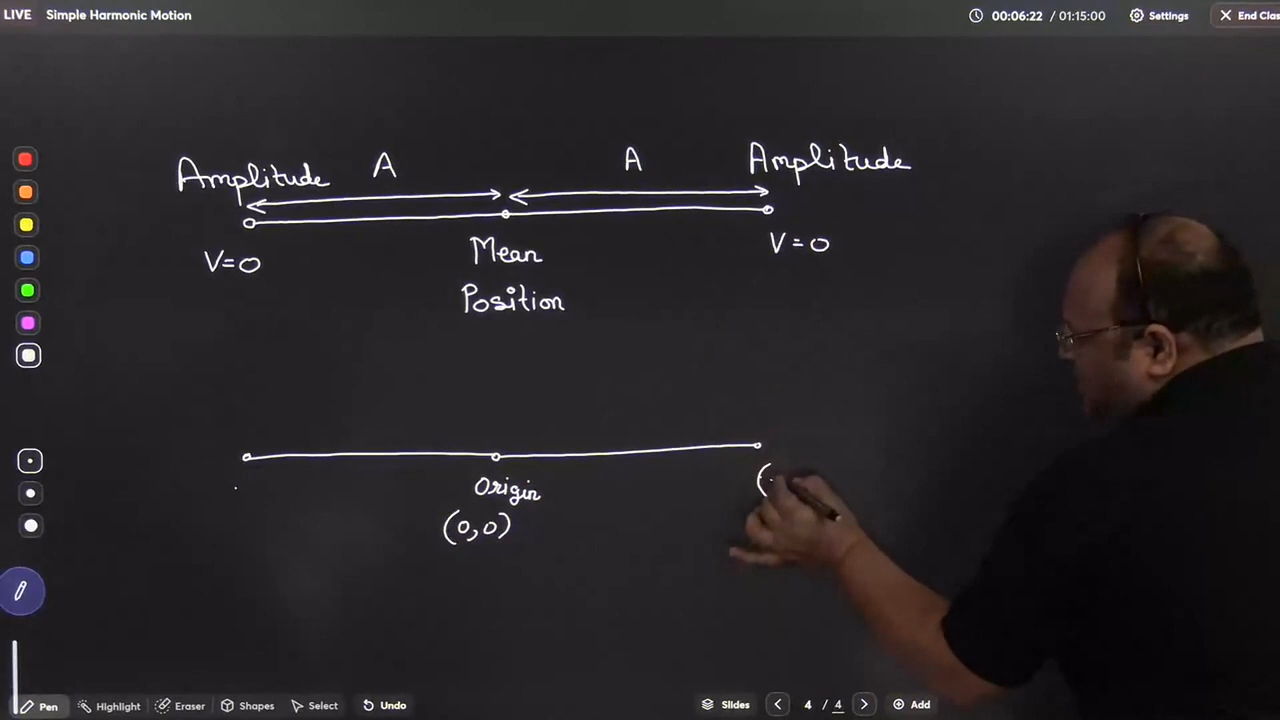 LIVE Simple Harmonic Motion 00:06:22 / 01:15:00 Settings End Clas
A A
Amplitude Amplitude
V=0 Mean V=0
Position
Origin
(0,0) (
Pen Highlight Eraser Shapes Select Undo Slides 4 / 4 Add